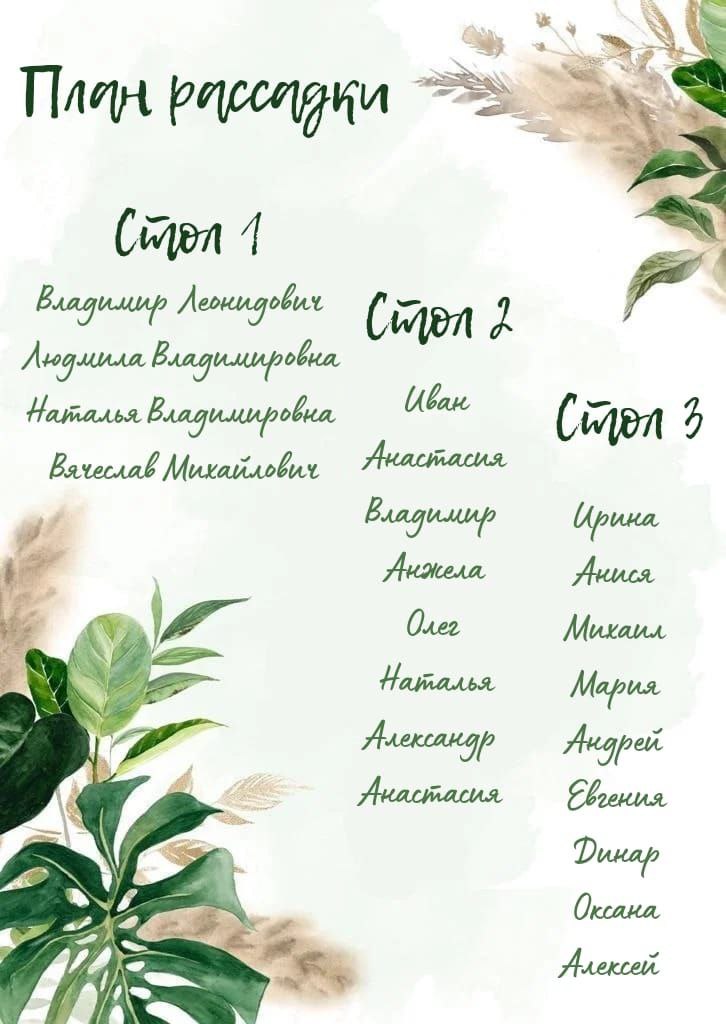 План рассадки
Стол 1
Владимир Леонидович
Людмила Владимировна
Наталья Владимировна
Вячеслав Михайлович
Стол 2
Иван
Анастасия
Владимир
Анжела
Олег
Наталья
Александр
Анастасия
Стол 3
Ирина
Анися
Михаил
Мария
Андрей
Евгения
Динар
Оксана
Алексей